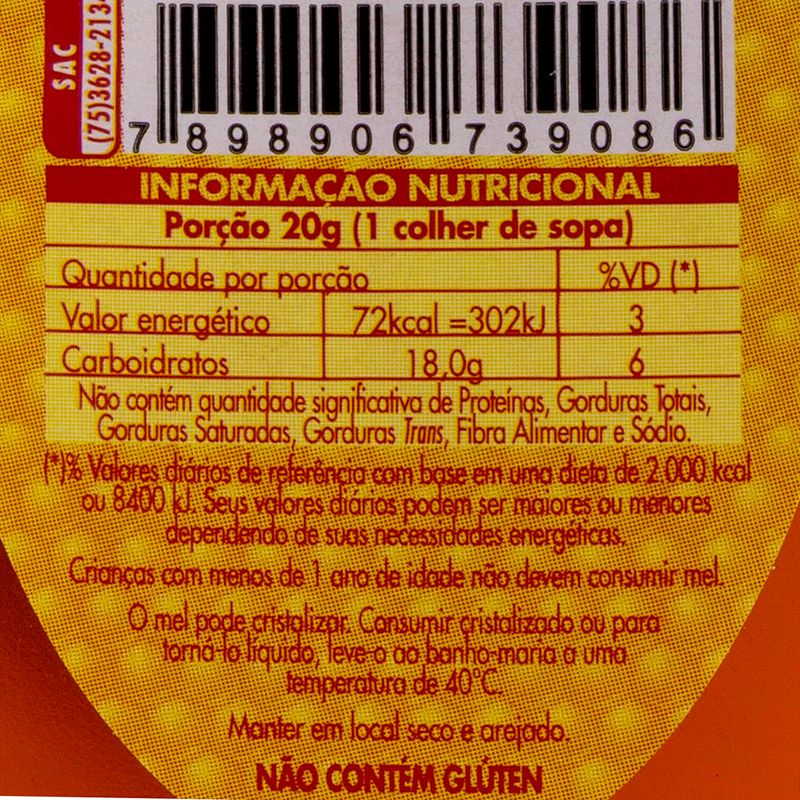 SAC
(75)3628-2134
7 898906 739086
INFORMAÇÃO NUTRICIONAL
Porção 20g (1 colher de sopa)
Quantidade por porção %VD (*)
Valor energético 72kcal =302kJ 3
Carboidratos 18,0g 6
Não contém quantidade significativa de Proteínas, Gorduras Totais,
Gorduras Saturadas, Gorduras Trans, Fibra Alimentar e Sódio.
(*)% Valores diários de referência com base em uma dieta de 2.000 kcal
ou 8400 kJ. Seus valores diários podem ser maiores ou menores
dependendo de suas necessidades energéticas.
Crianças com menos de 1 ano de idade não devem consumir mel.
O mel pode cristalizar. Consumir cristalizado ou para
torná-lo líquido, leve-o ao banho-maria a uma
temperatura de 40°C.
Manter em local seco e arejado.
NÃO CONTÉM GLÚTEN